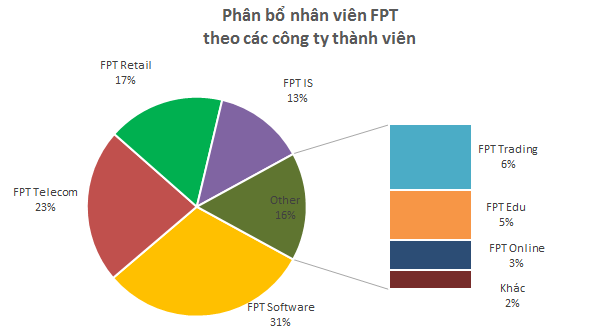 Phân bổ nhân viên FPT
theo các công ty thành viên
FPT Retail
17%
FPT IS
13%
FPT Telecom
23%
Other
16%
FPT Software
31%
FPT Trading
6%
FPT Edu
5%
FPT Online
3%
Khác
2%